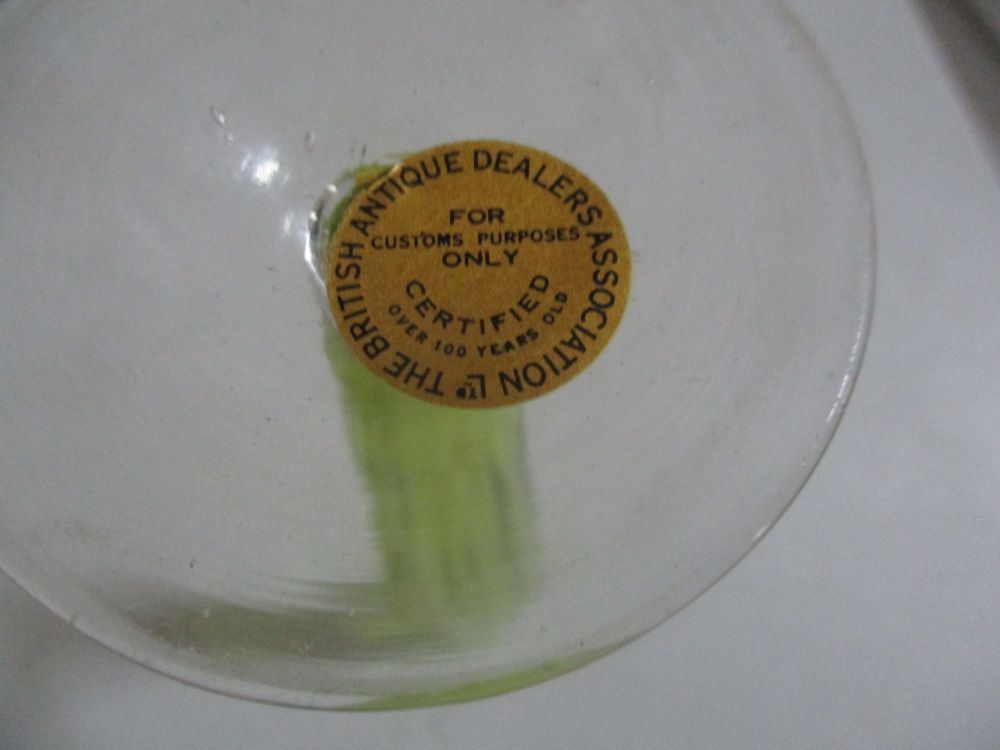 THE BRITISH ANTIQUE DEALERS ASSOCIATION LTD
FOR
CUSTOMS PURPOSES
ONLY
CERTIFIED
OVER 100 YEARS OLD